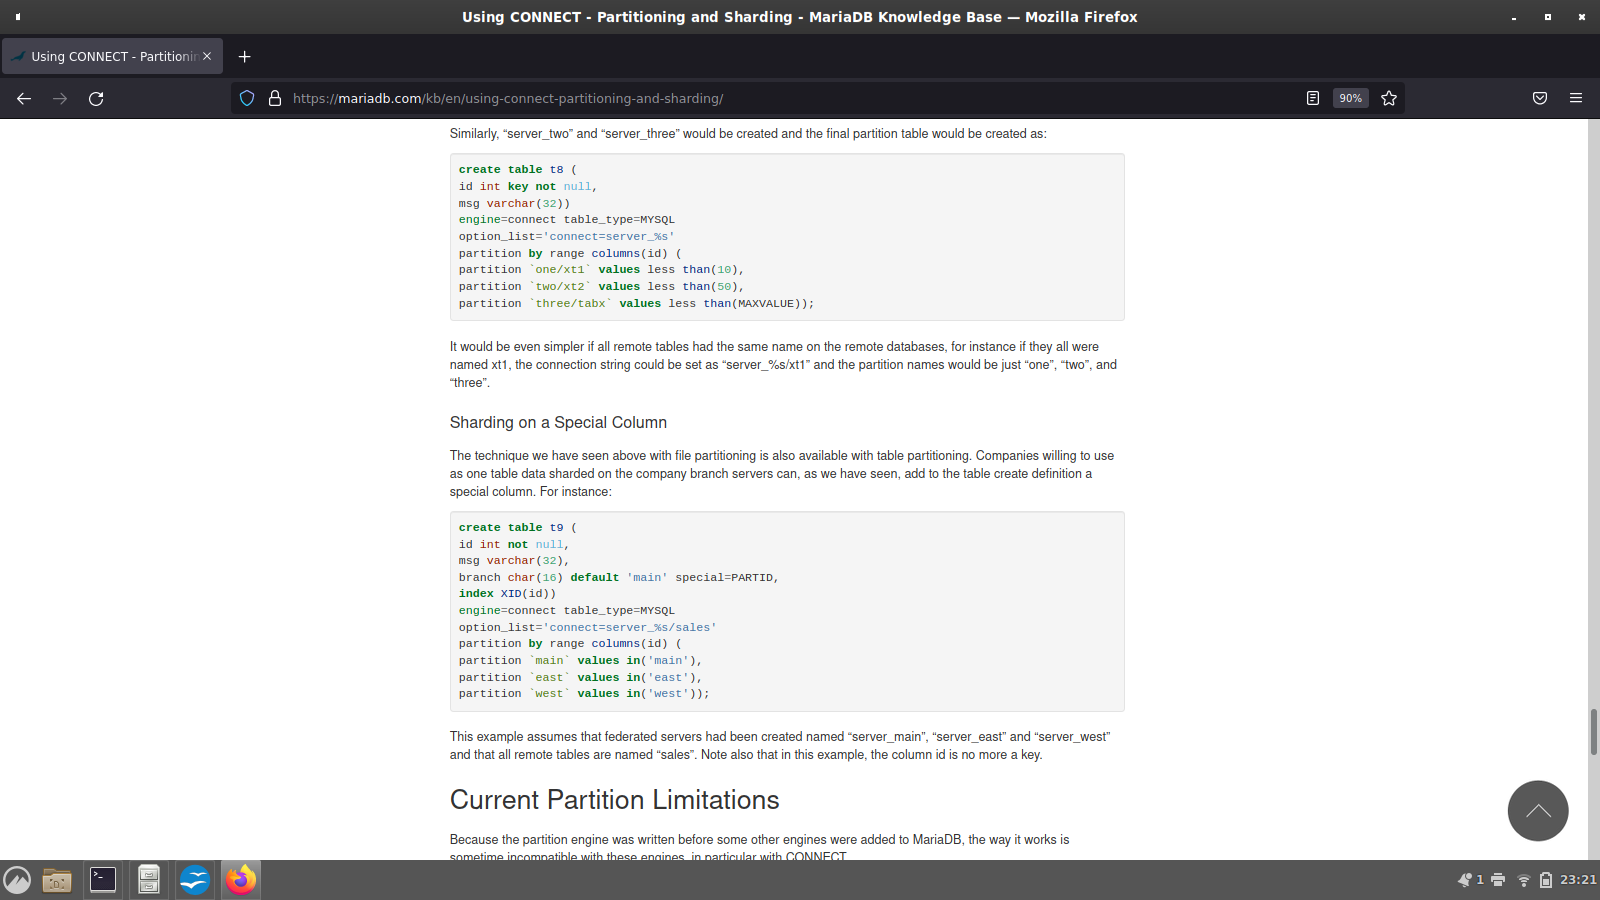 Using CONNECT - Partitioning and Sharding - MariaDB Knowledge Base — Mozilla Firefox
Using CONNECT - Partitionin
https://mariadb.com/kb/en/using-connect-partitioning-and-sharding/
90%
Similarly, “server_two” and “server_three” would be created and the final partition table would be created as:
create table t8 (
id int key not null,
msg varchar(32))
engine=connect table_type=MYSQL
option_list='connect=server_%s'
partition by range columns(id) (
partition `one/xt1` values less than(10),
partition `two/xt2` values less than(50),
partition `three/tabx` values less than(MAXVALUE));
It would be even simpler if all remote tables had the same name on the remote databases, for instance if they all were
named xt1, the connection string could be set as “server_%s/xt1” and the partition names would be just “one”, “two”, and
“three”.
Sharding on a Special Column
The technique we have seen above with file partitioning is also available with table partitioning. Companies willing to use
as one table data sharded on the company branch servers can, as we have seen, add to the table create definition a
special column. For instance:
create table t9 (
id int not null,
msg varchar(32),
branch char(16) default 'main' special=PARTID,
index XID(id))
engine=connect table_type=MYSQL
option_list='connect=server_%s/sales'
partition by range columns(id) (
partition `main` values in('main'),
partition `east` values in('east'),
partition `west` values in('west'));
This example assumes that federated servers had been created named “server_main”, “server_east” and “server_west”
and that all remote tables are named “sales”. Note also that in this example, the column id is no more a key.
Current Partition Limitations
Because the partition engine was written before some other engines were added to MariaDB, the way it works is
sometime incompatible with these engines, in particular with CONNECT.
1
23:21